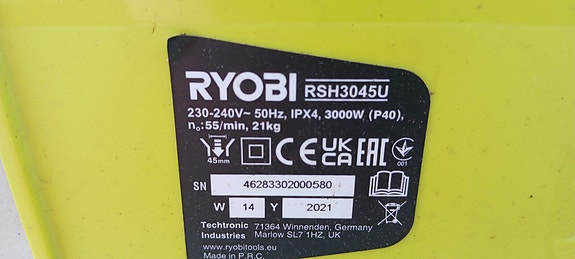 RYOBI RSH3045U
230-240V~ 50Hz, IPX4, 3000W (P40),
n₀:55/min, 21kg
45mm CE UK CA EAC 001
SN 46283302000580
W 14 Y 2021
Techtronic 71364 Winnenden, Germany
Industries Marlow SL7 1HZ, UK
www.ryobitools.eu
Made in P.R.C.